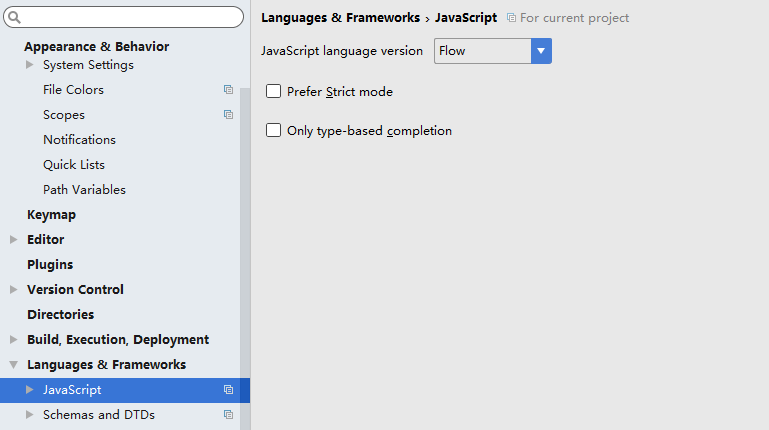 Appearance & Behavior
System Settings
File Colors
Scopes
Notifications
Quick Lists
Path Variables
Keymap
Editor
Plugins
Version Control
Directories
Build, Execution, Deployment
Languages & Frameworks
JavaScript
Schemas and DTDs
Languages & Frameworks › JavaScript For current project
JavaScript language version Flow
Prefer Strict mode
Only type-based completion